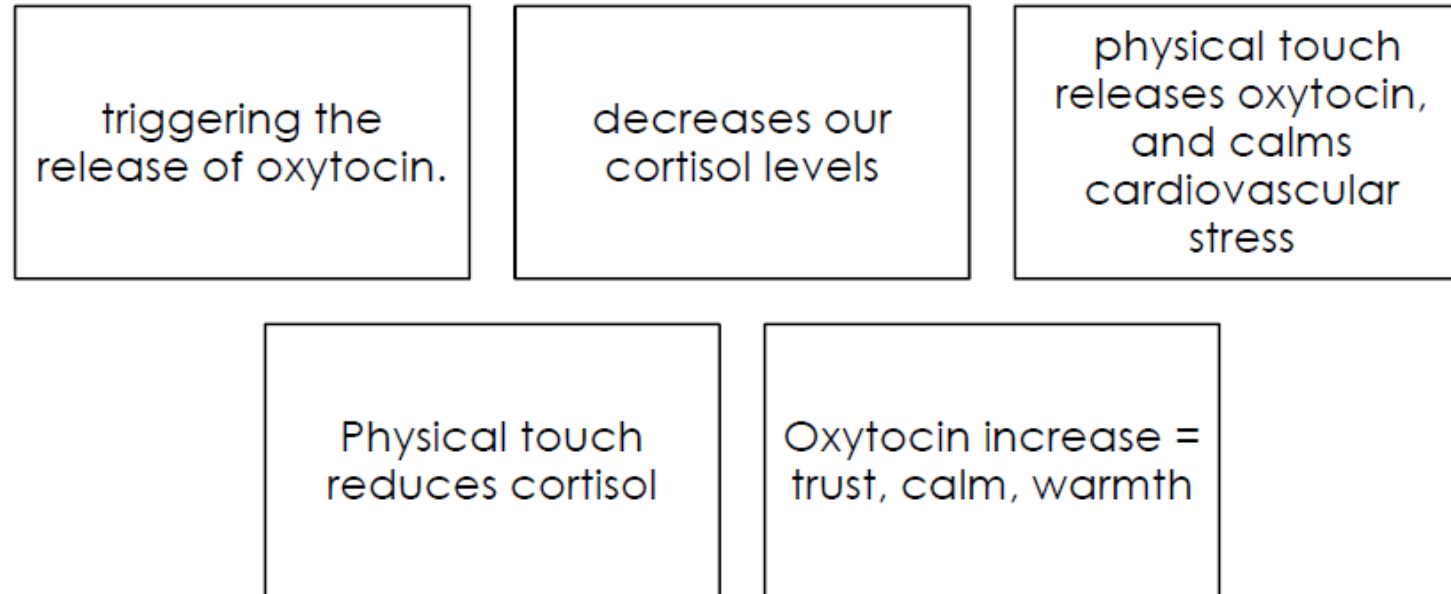 triggering the
release of oxytocin.
decreases our
cortisol levels
physical touch
releases oxytocin,
and calms
cardiovascular
stress
Physical touch
reduces cortisol
Oxytocin increase =
trust, calm, warmth